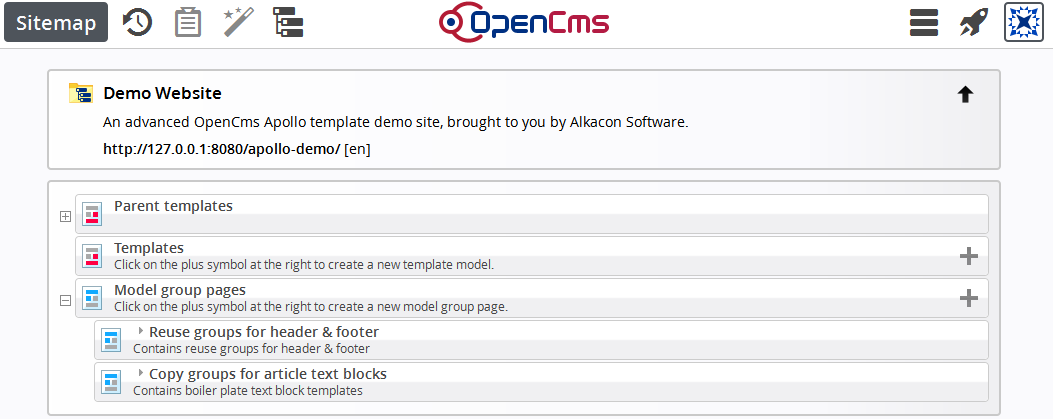 Sitemap
OpenCms
Demo Website
An advanced OpenCms Apollo template demo site, brought to you by Alkacon Software.
http://127.0.0.1:8080/apollo-demo/ [en]
Parent templates
Templates
Click on the plus symbol at the right to create a new template model.
Model group pages
Click on the plus symbol at the right to create a new model group page.
Reuse groups for header & footer
Contains reuse groups for header & footer
Copy groups for article text blocks
Contains boiler plate text block templates